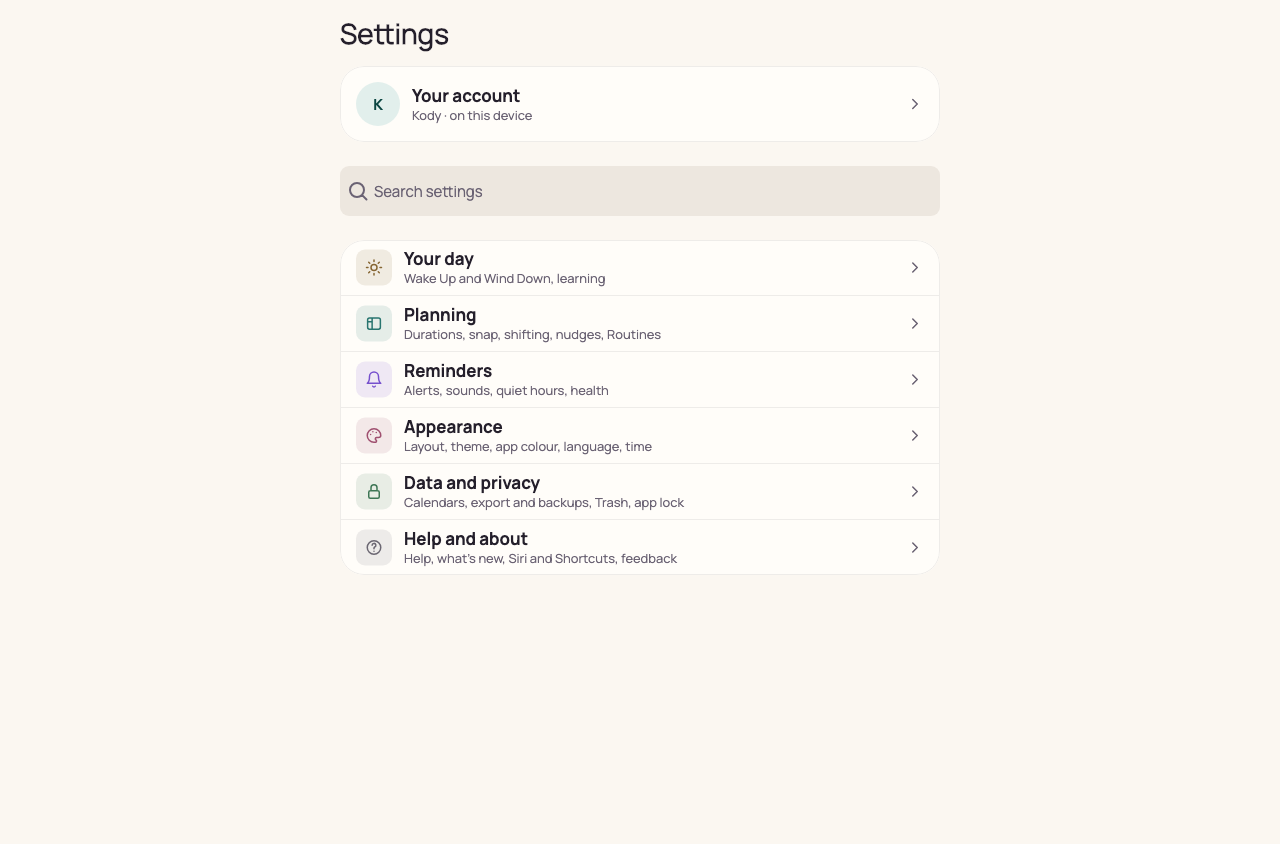 Settings
K
Your account
Kody · on this device
Search settings
Your day
Wake Up and Wind Down, learning
Planning
Durations, snap, shifting, nudges, Routines
Reminders
Alerts, sounds, quiet hours, health
Appearance
Layout, theme, app colour, language, time
Data and privacy
Calendars, export and backups, Trash, app lock
Help and about
Help, what's new, Siri and Shortcuts, feedback